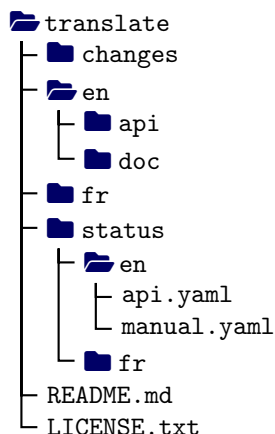 translate
changes
en
api
doc
fr
status
en
api.yaml
manual.yaml
fr
README.md
LICENSE.txt